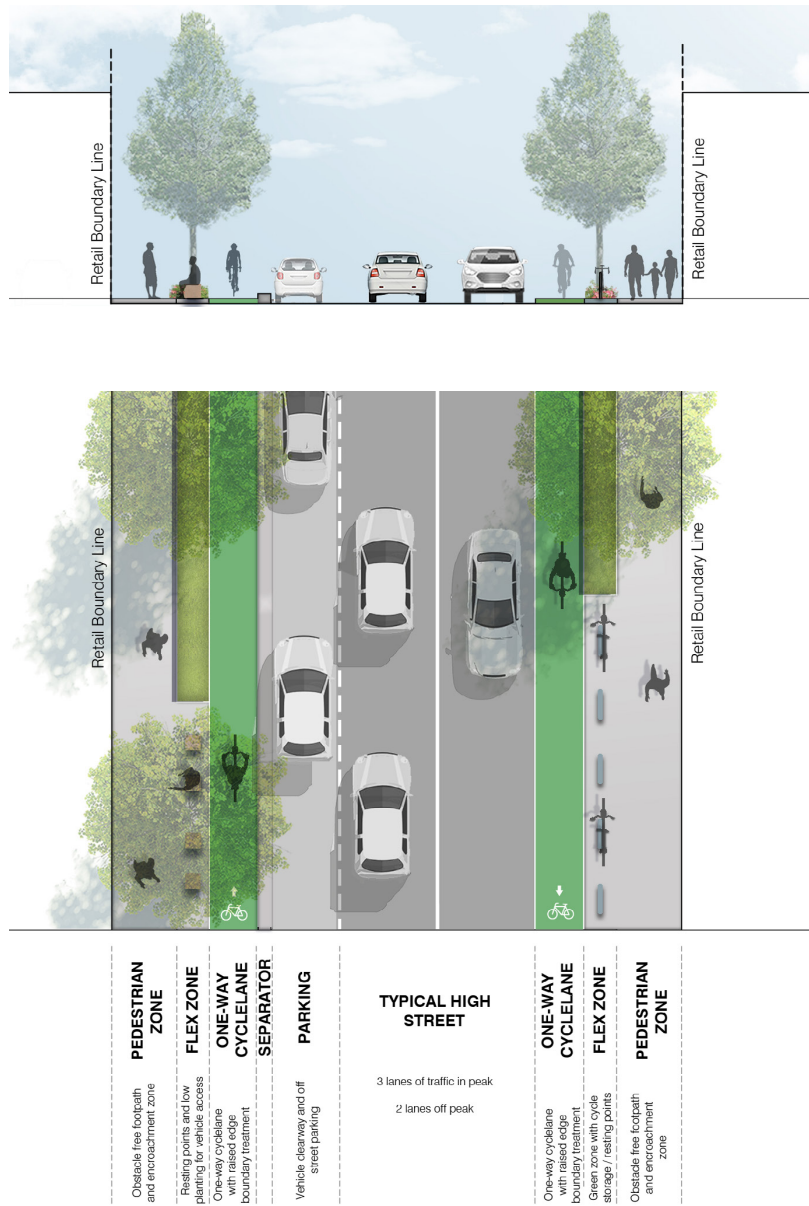 Retail Boundary Line
Retail Boundary Line
Retail Boundary Line
Retail Boundary Line
PEDESTRIAN
ZONE
FLEX ZONE
ONE-WAY
CYCLELANE
SEPARATOR
PARKING
TYPICAL HIGH
STREET
ONE-WAY
CYCLELANE
FLEX ZONE
PEDESTRIAN
ZONE
Obstacle free footpath
and encroachment zone
Resting points and low
planting for vehicle access
One-way cyclelane
with raised edge
boundary treatment
Vehicle clearway and off
street parking
3 lanes of traffic in peak
2 lanes off peak
One-way cyclelane
with raised edge
boundary treatment
Green zone with cycle
storage / resting points
Obstacle free footpath
and encroachment
zone